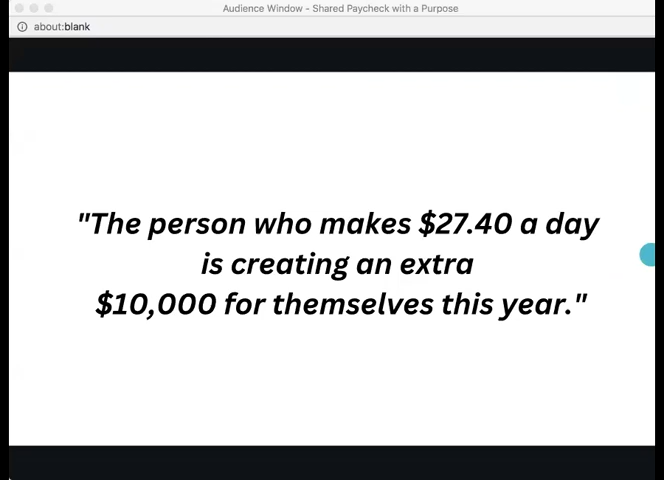 Audience Window - Shared Paycheck with a Purpose
about:blank
"The person who makes $27.40 a day
is creating an extra
$10,000 for themselves this year."